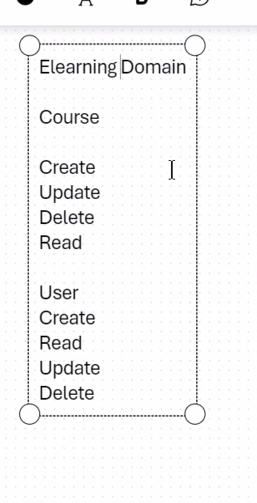 Elearning Domain
Course
Create
Update
Delete
Read
User
Create
Read
Update
Delete